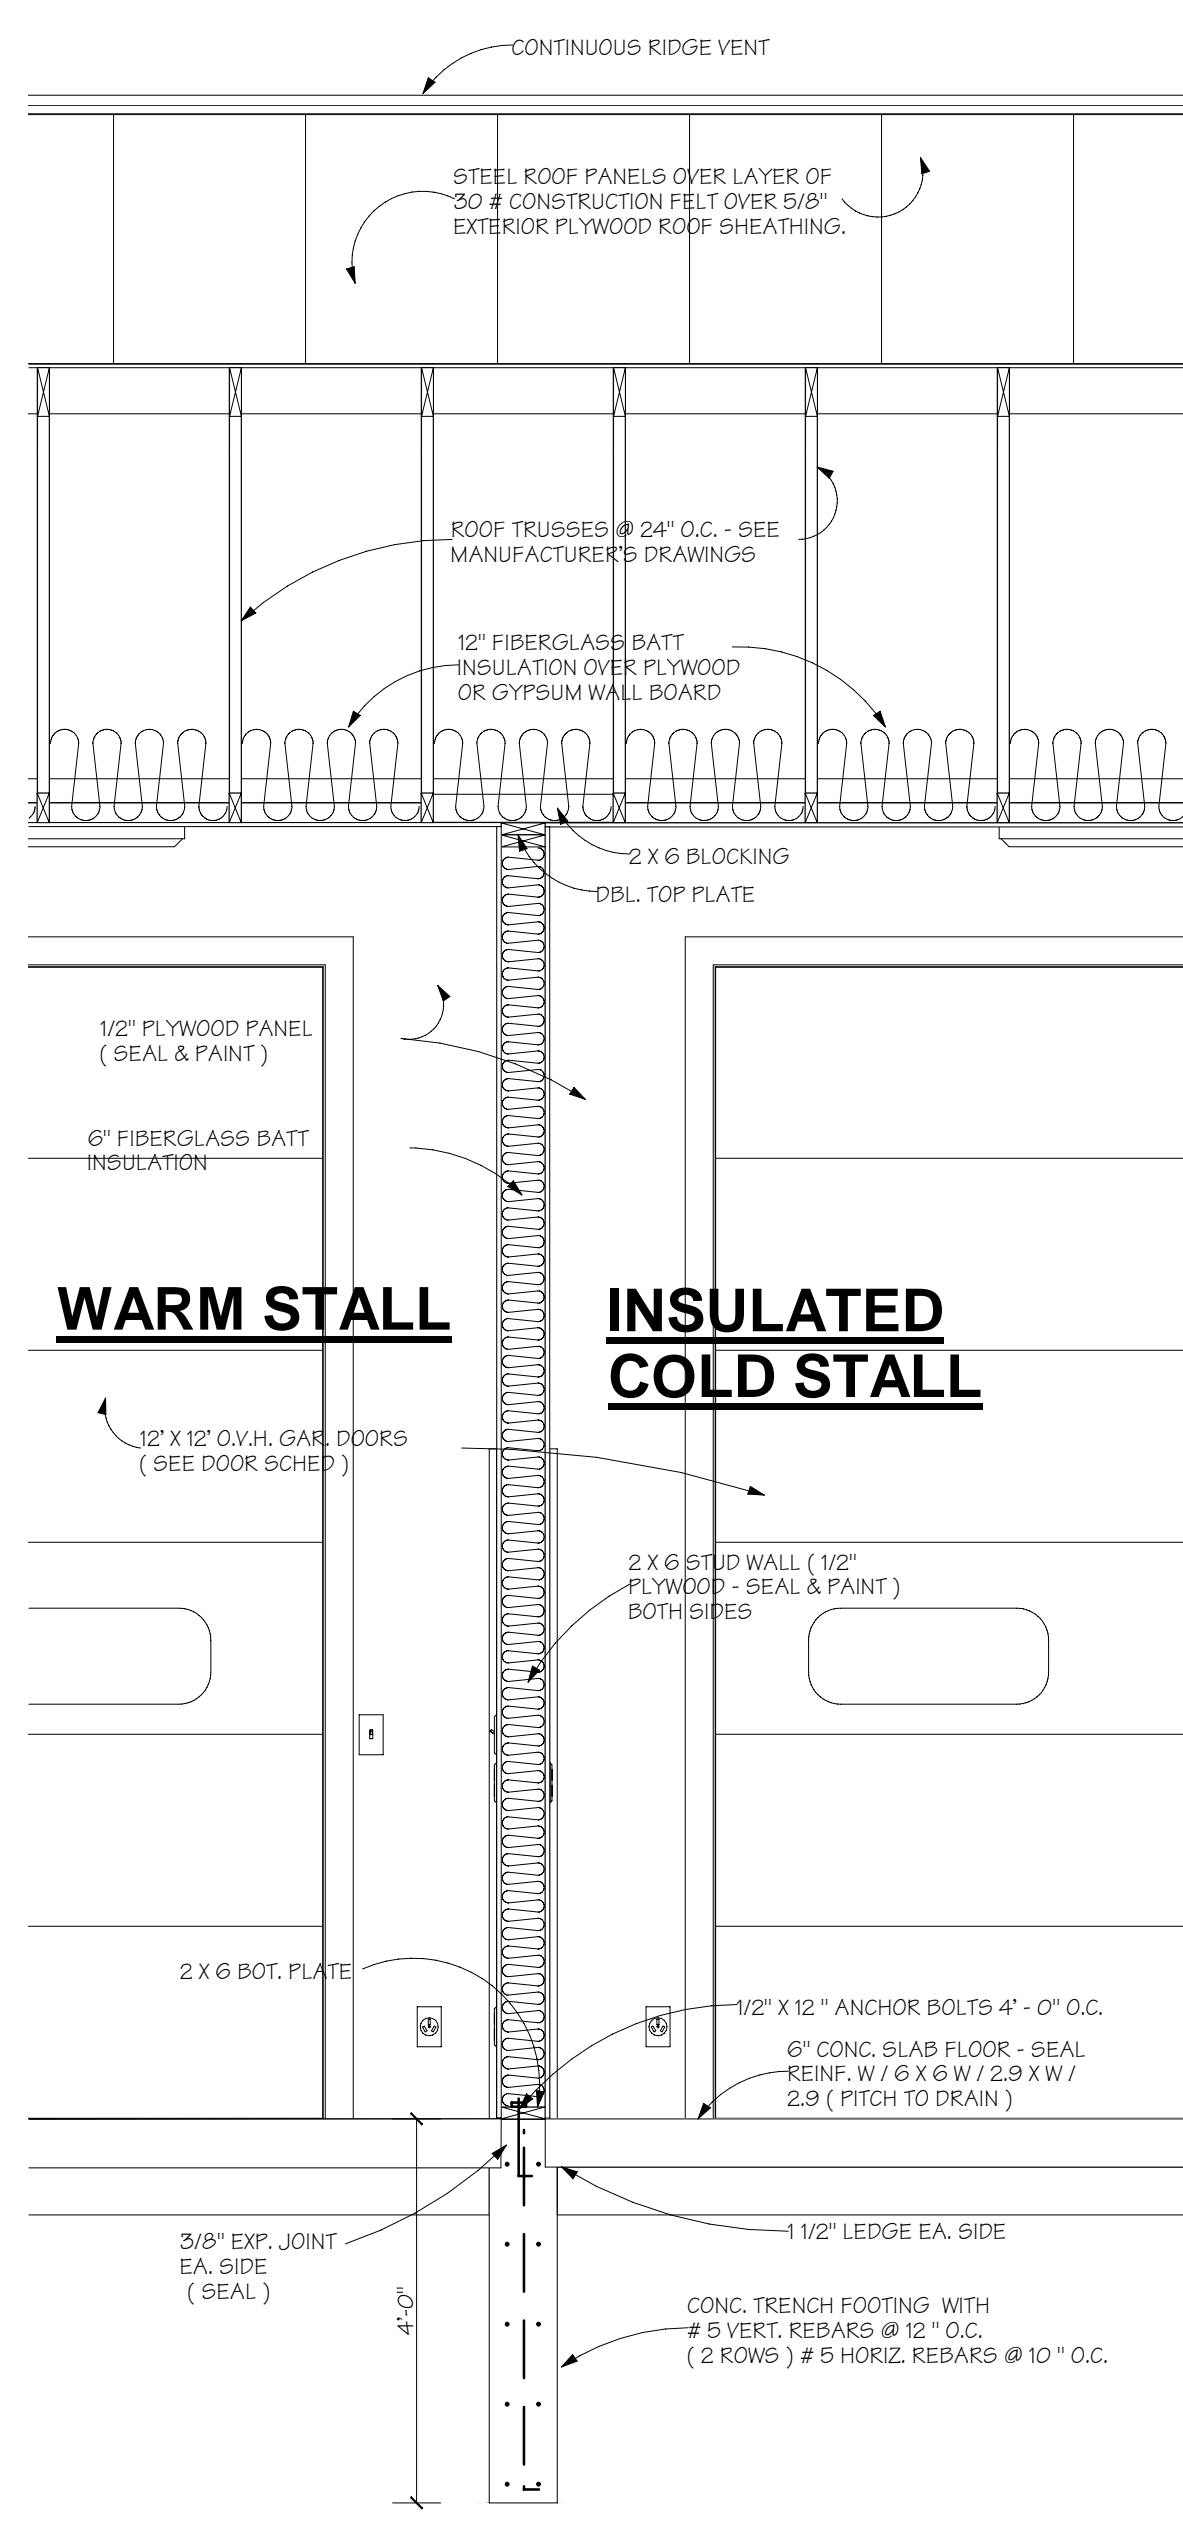 CONTINUOUS RIDGE VENT
STEEL ROOF PANELS OVER LAYER OF
30 # CONSTRUCTION FELT OVER 5/8"
EXTERIOR PLYWOOD ROOF SHEATHING.
ROOF TRUSSES @ 24" O.C. - SEE
MANUFACTURER'S DRAWINGS
12" FIBERGLASS BATT
INSULATION OVER PLYWOOD
OR GYPSUM WALL BOARD
2 X 6 BLOCKING
DBL. TOP PLATE
1/2" PLYWOOD PANEL
( SEAL & PAINT )
6" FIBERGLASS BATT
INSULATION
WARM STALL
INSULATED
COLD STALL
12' X 12' O.V.H. GAR. DOORS
( SEE DOOR SCHED )
2 X 6 STUD WALL ( 1/2"
PLYWOOD - SEAL & PAINT )
BOTH SIDES
2 X 6 BOT. PLATE
1/2" X 12 " ANCHOR BOLTS 4' - 0" O.C.
6" CONC. SLAB FLOOR - SEAL
REINF. W / 6 X 6 W / 2.9 X W /
2.9 ( PITCH TO DRAIN )
3/8" EXP. JOINT
EA. SIDE
( SEAL )
1 1/2" LEDGE EA. SIDE
4'-0"
CONC. TRENCH FOOTING WITH
# 5 VERT. REBARS @ 12 " O.C.
( 2 ROWS ) # 5 HORIZ. REBARS @ 10 " O.C.